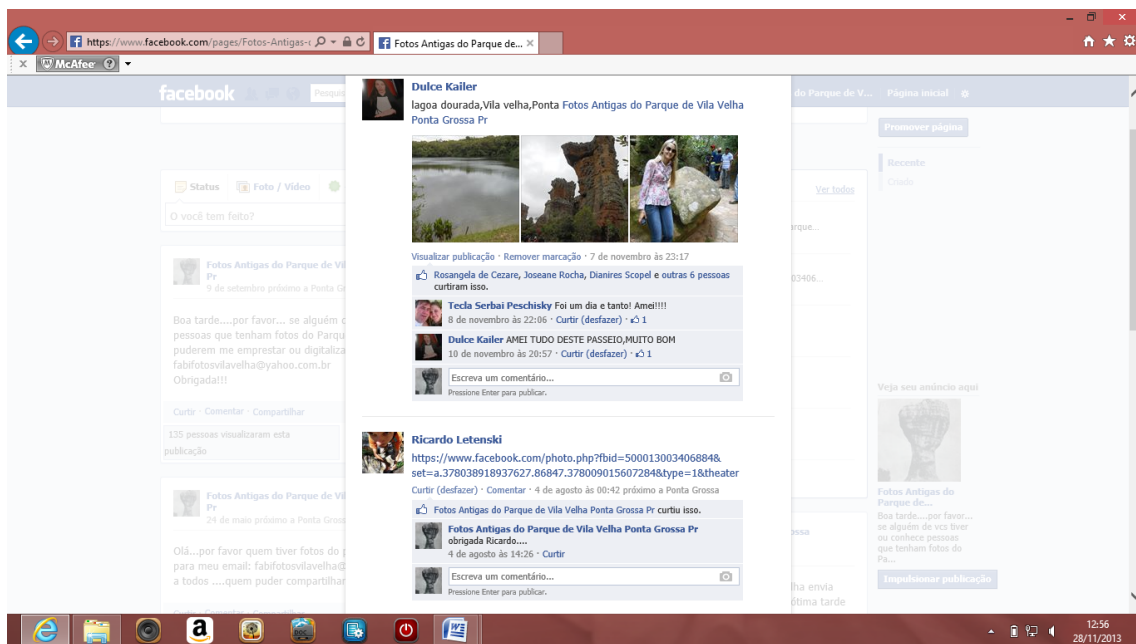 https://www.facebook.com/pages/Fotos-Antigas-
Fotos Antigas do Parque de...
McAfee
facebook
do Parque de V... Página inicial
Promover página
Recente
Criado
Status Foto / Vídeo
O você tem feito?
Ver todos
Fotos Antigas do Parque de Vil
Pr
9 de setembro próximo a Ponta G
Boa tarde....por favor... se alguém
pessoas que tenham fotos do Parqu
puderem me emprestar ou digitaliza
fabifotosvilavelha@yahoo.com.br
Obrigada!!!
Curtir · Comentar · Compartilhar
135 pessoas visualizaram esta
publicação
Fotos Antigas do Parque de Vil
Pr
24 de maio próximo a Ponta Gross
Olá...por favor quem tiver fotos do p
para meu email: fabifotosvilavelha@
a todos ....quem puder compartilhar
Dulce Kailer
lagoa dourada,Vila velha,Ponta Fotos Antigas do Parque de Vila Velha
Ponta Grossa Pr
Visualizar publicação · Remover marcação · 7 de novembro às 23:17
Rosangela de Cezare, Joseane Rocha, Dianires Scopel e outras 6 pessoas
curtiram isso.
Tecla Serbai Peschisky Foi um dia e tanto! Amei!!!!
8 de novembro às 22:06 · Curtir (desfazer) · 1
Dulce Kailer AMEI TUDO DESTE PASSEIO,MUITO BOM
10 de novembro às 20:57 · Curtir (desfazer) · 1
Escreva um comentário...
Pressione Enter para publicar.
Ricardo Letenski
https://www.facebook.com/photo.php?fbid=500013003406884&
set=a.378038918937627.86847.378009015607284&type=1&theater
Curtir (desfazer) · Comentar · 4 de agosto às 00:42 próximo a Ponta Grossa
Fotos Antigas do Parque de Vila Velha Ponta Grossa Pr curtiu isso.
Fotos Antigas do Parque de Vila Velha Ponta Grossa Pr
obrigada Ricardo....
4 de agosto às 14:26 · Curtir
Escreva um comentário...
Pressione Enter para publicar.
arque...
03406...
ossa
lha envia
ótima tarde
Veja seu anúncio aqui
Fotos Antigas do
Parque de...
Boa tarde....por favor...
se alguém de vcs tiver
ou conhece pessoas
que tenham fotos do
Pa...
Impulsionar publicação
12:56
28/11/2013